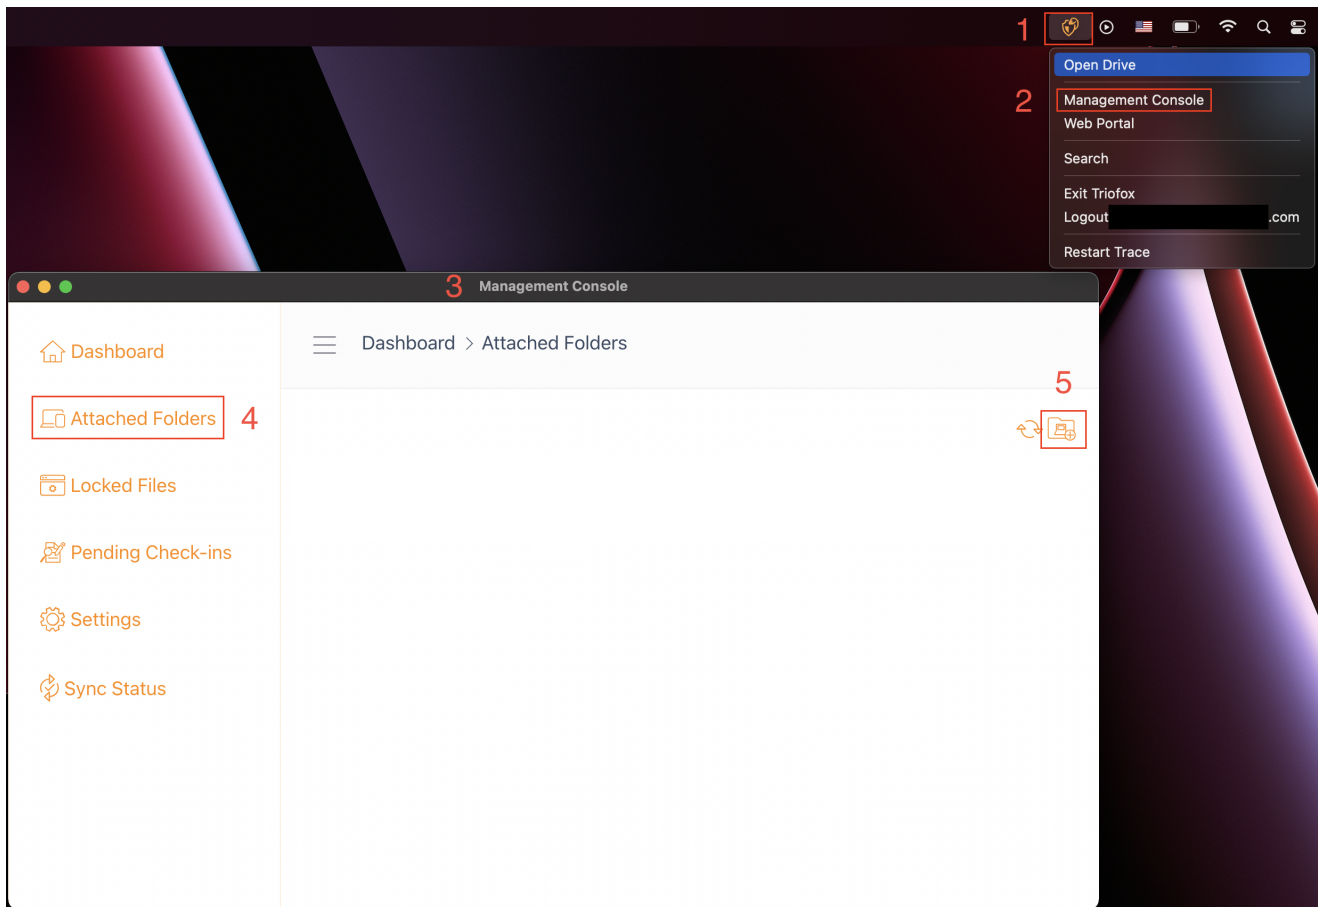 1
Open Drive
2
Management Console
Web Portal
Search
Exit Triofox
Logout .com
Restart Trace
3 Management Console
Dashboard
Dashboard > Attached Folders
5
Attached Folders 4
Locked Files
Pending Check-ins
Settings
Sync Status